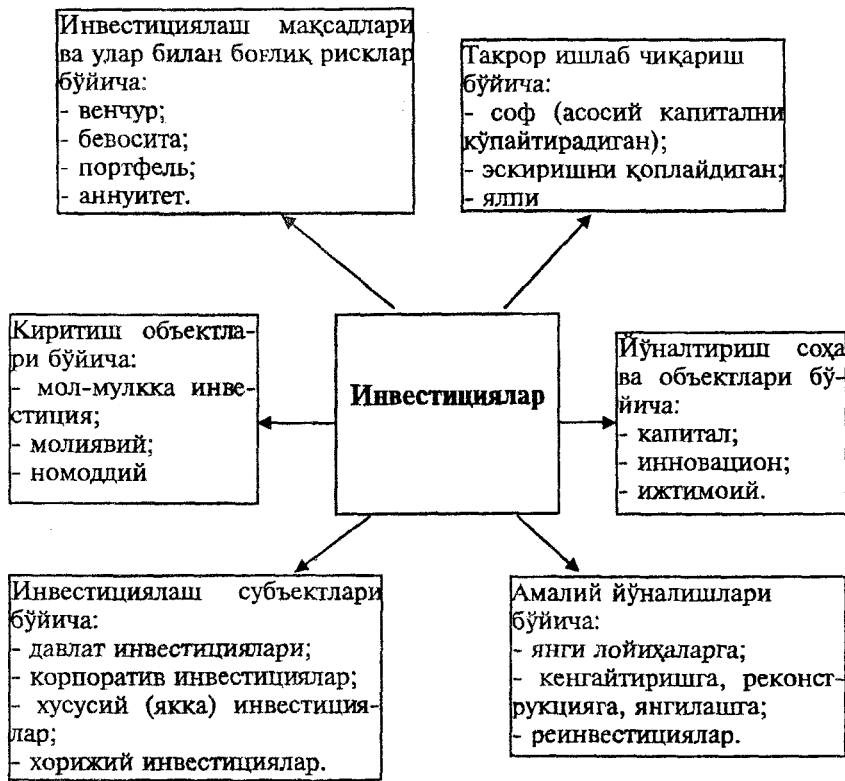 Инвестициялаш мақсадлари
ва улар билан боғлиқ рисклар
бўйича:
- венчур;
- бевосита;
- портфель;
- аннуитет.
Такрор ишлаб чиқариш
бўйича:
- соф (асосий капитални
кўпайтирадиган);
- эскиришни қоплайдиган;
- ялпи
Киритиш объектла-
ри бўйича:
- мол-мулкка инве-
стиция;
- молиявий;
- номоддий
Инвестициялар
Йўналтириш соҳа
ва объектлари бў-
йича:
- капитал;
- инновацион;
- ижтимоий.
Инвестициялаш субъектлари
бўйича:
- давлат инвестициялари;
- корпоратив инвестициялар;
- хусусий (якка) инвестиция-
лар;
- хорижий инвестициялар.
Амалий йўналишлари
бўйича:
- янги лойиҳаларга;
- кенгайтиришга, реконст-
рукцияга, янгилашга;
- реинвестициялар.